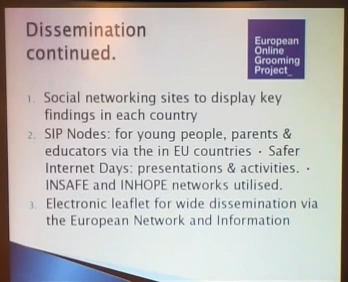 Dissemination
continued.
European
Online
Grooming
Project_
1. Social networking sites to display key
findings in each country
2. SIP Nodes: for young people, parents &
educators via the in EU countries • Safer
Internet Days: presentations & activities. •
INSAFE and INHOPE networks utilised.
3. Electronic leaflet for wide dissemination via
the European Network and Information